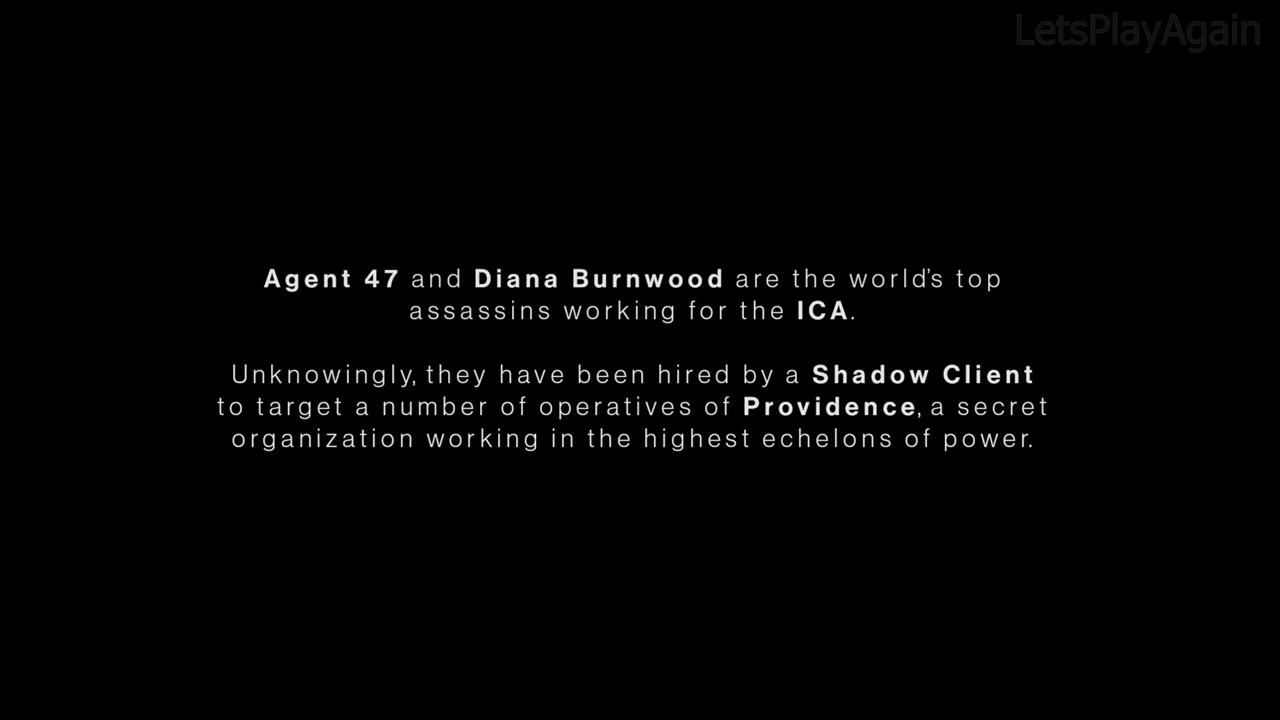 LetsPlayAgain
Agent 47 and Diana Burnwood are the world's top
assassins working for the ICA.
Unknowingly, they have been hired by a Shadow Client
to target a number of operatives of Providence, a secret
organization working in the highest echelons of power.